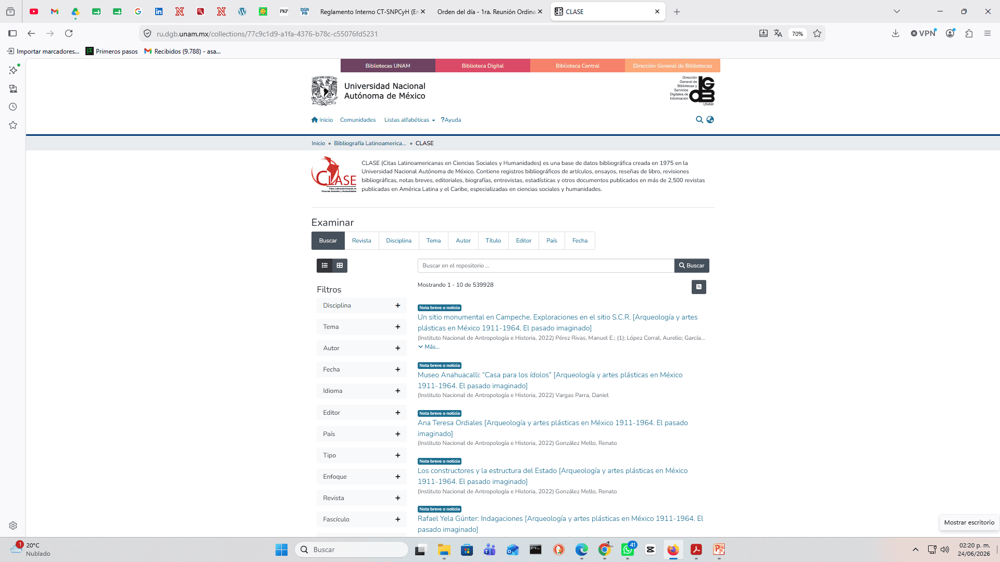 Reglamento Interno CT-SNPCyH (En
Orden del día - 1ra. Reunión Ordina
CLASE
ru.dgb.unam.mx/collections/77c9c1d9-a1fa-4376-b78c-c55076fd5231
70%
VPN
Importar marcadores...
Primeros pasos
Recibidos (9.788) - asa...
Bibliotecas UNAM
Biblioteca Digital
Biblioteca Central
Dirección General de Bibliotecas
Universidad Nacional
Autónoma de México
Dirección
General de
Bibliotecas y
Servicios
Digitales de
Información
UNAM
Inicio
Comunidades
Listas alfabéticas
?Ayuda
Inicio • Bibliografía Latinoamerica... • CLASE
CLASE
Citas Latinoamericanas en
Ciencias Sociales y Humanidades
CLASE (Citas Latinoamericanas en Ciencias Sociales y Humanidades) es una base de datos bibliográfica creada en 1975 en la
Universidad Nacional Autónoma de México. Contiene registros bibliográficos de artículos, ensayos, reseñas de libro, revisiones
bibliográficas, notas breves, editoriales, biografías, entrevistas, estadísticas y otros documentos publicados en más de 2,500 revistas
publicadas en América Latina y el Caribe, especializadas en ciencias sociales y humanidades.
Examinar
Buscar
Revista
Disciplina
Tema
Autor
Título
Editor
País
Fecha
Buscar en el repositorio ...
Buscar
Mostrando 1 - 10 de 539928
Filtros
Disciplina
Tema
Autor
Fecha
Idioma
Editor
País
Tipo
Enfoque
Revista
Fascículo
Nota breve o noticia
Un sitio monumental en Campeche. Exploraciones en el sitio S.C.R. [Arqueología y artes
plásticas en México 1911-1964. El pasado imaginado]
(Instituto Nacional de Antropología e Historia, 2022) Pérez Rivas, Manuel E.; (1); López Corral, Aurelio; García...
Más...
Nota breve o noticia
Museo Anahuacalli: “Casa para los ídolos” [Arqueología y artes plásticas en México
1911-1964. El pasado imaginado]
(Instituto Nacional de Antropología e Historia, 2022) Vargas Parra, Daniel
Nota breve o noticia
Ana Teresa Ordiales [Arqueología y artes plásticas en México 1911-1964. El pasado
imaginado]
(Instituto Nacional de Antropología e Historia, 2022) González Mello, Renato
Nota breve o noticia
Los constructores y la estructura del Estado [Arqueología y artes plásticas en México
1911-1964. El pasado imaginado]
(Instituto Nacional de Antropología e Historia, 2022) González Mello, Renato
Nota breve o noticia
Rafael Yela Günter: Indagaciones [Arqueología y artes plásticas en México 1911-1964. El
pasado imaginado]
Mostrar escritorio
1
20°C
Nublado
Buscar
41
02:20 p. m.
24/06/2026